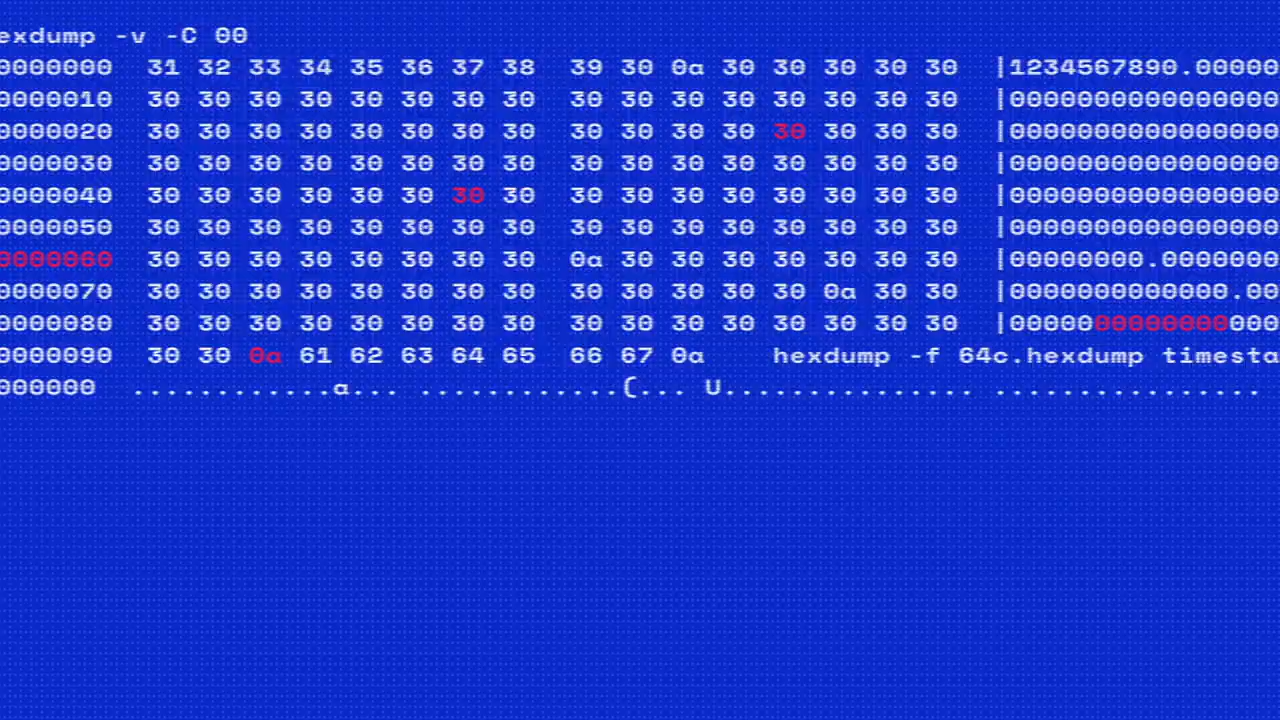 exdump -v -C 00
0000000 31 32 33 34 35 36 37 38 39 30 0a 30 30 30 30 30 |1234567890.00000
0000010 30 30 30 30 30 30 30 30 30 30 30 30 30 30 30 30 |0000000000000000
0000020 30 30 30 30 30 30 30 30 30 30 30 30 30 30 30 30 |0000000000000000
0000030 30 30 30 30 30 30 30 30 30 30 30 30 30 30 30 30 |0000000000000000
0000040 30 30 30 30 30 30 30 30 30 30 30 30 30 30 30 30 |0000000000000000
0000050 30 30 30 30 30 30 30 30 30 30 30 30 30 30 30 30 |0000000000000000
0000060 30 30 30 30 30 30 30 30 0a 30 30 30 30 30 30 30 |00000000.0000000
0000070 30 30 30 30 30 30 30 30 30 30 30 30 30 0a 30 30 |0000000000000.00
0000080 30 30 30 30 30 30 30 30 30 30 30 30 30 30 30 30 |0000000000000000
0000090 30 30 0a 61 62 63 64 65 66 67 0a hexdump -f 64c.hexdump timesta
000000 ............a... ............(... U............... ................